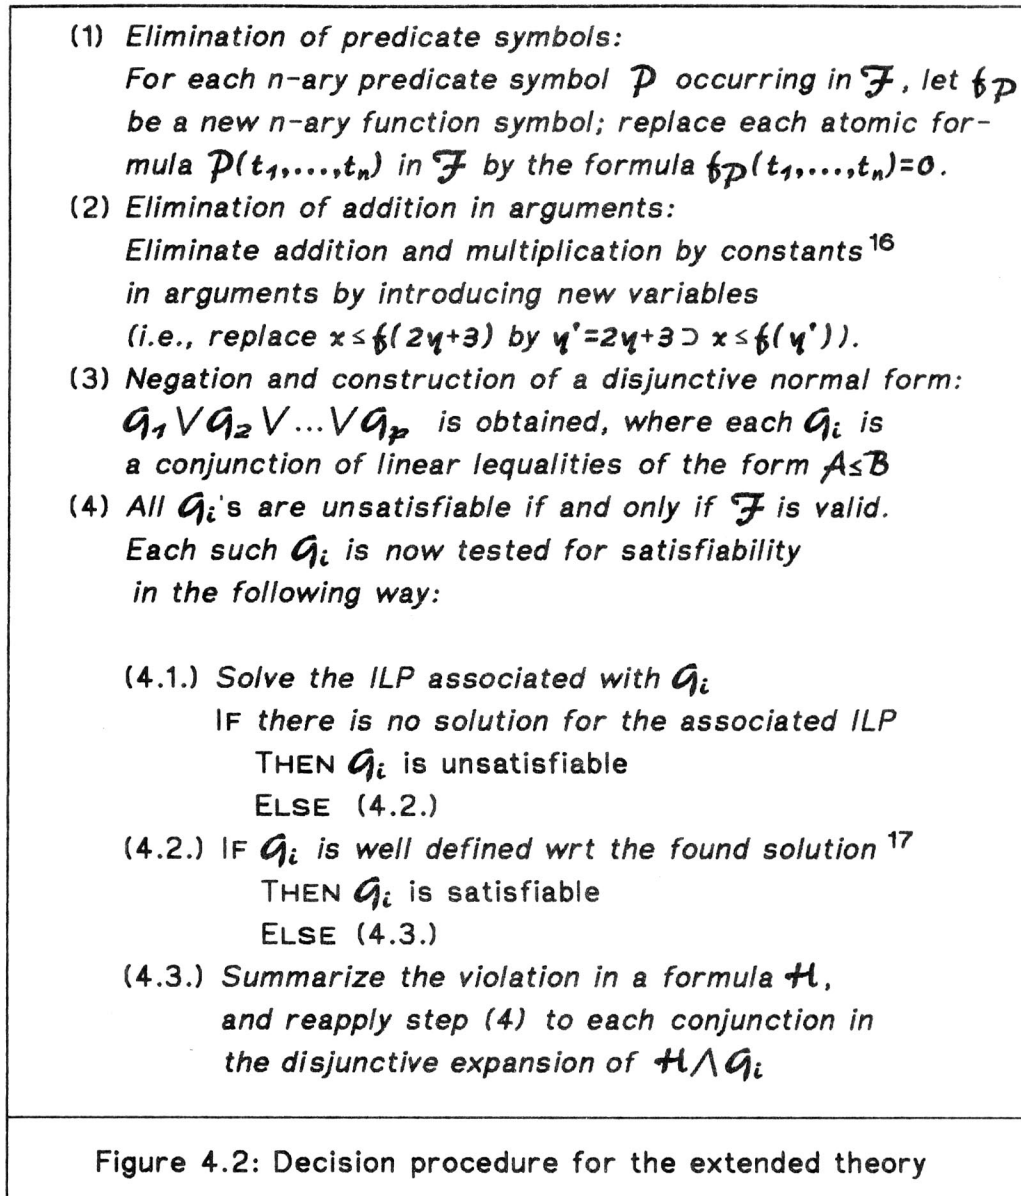 (1) Elimination of predicate symbols:
For each n-ary predicate symbol 𝒫 occurring in ℱ, let f𝒫
be a new n-ary function symbol; replace each atomic for-
mula 𝒫(t₁,...,tₙ) in ℱ by the formula f𝒫(t₁,...,tₙ)=0.
(2) Elimination of addition in arguments:
Eliminate addition and multiplication by constants ¹⁶
in arguments by introducing new variables
(i.e., replace x≤f(2y+3) by y'=2y+3⊃ x≤f(y')).
(3) Negation and construction of a disjunctive normal form:
𝒢₁∨𝒢₂∨...∨𝒢ₚ is obtained, where each 𝒢ᵢ is
a conjunction of linear lequalities of the form A≤B
(4) All 𝒢ᵢ's are unsatisfiable if and only if ℱ is valid.
Each such 𝒢ᵢ is now tested for satisfiability
in the following way:
(4.1.) Solve the ILP associated with 𝒢ᵢ
IF there is no solution for the associated ILP
THEN 𝒢ᵢ is unsatisfiable
ELSE (4.2.)
(4.2.) IF 𝒢ᵢ is well defined wrt the found solution ¹⁷
THEN 𝒢ᵢ is satisfiable
ELSE (4.3.)
(4.3.) Summarize the violation in a formula ℋ,
and reapply step (4) to each conjunction in
the disjunctive expansion of ℋ∧𝒢ᵢ
Figure 4.2: Decision procedure for the extended theory